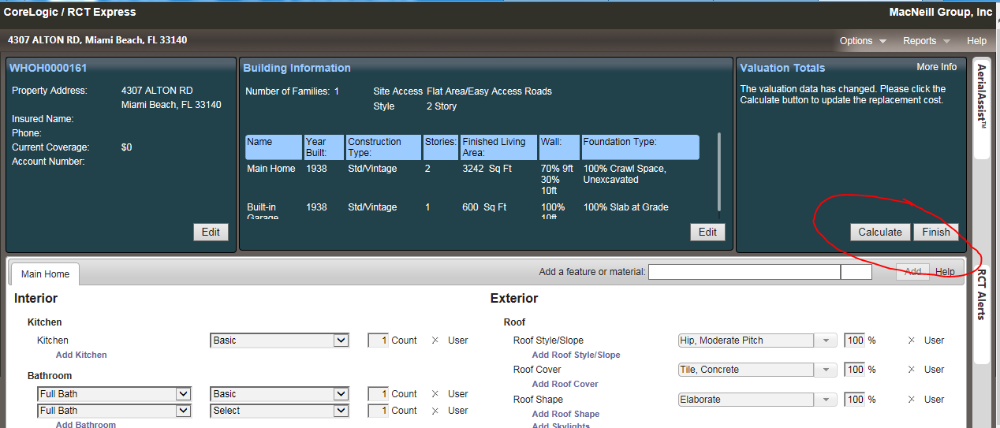 CoreLogic / RCT Express
MacNeill Group, Inc
4307 ALTON RD, Miami Beach, FL 33140
Options
Reports
Help
WHOH0000161
Property Address: 4307 ALTON RD
Miami Beach, FL 33140
Insured Name:
Phone:
Current Coverage: $0
Account Number:
Edit
Building Information
Number of Families: 1
Site Access Flat Area/Easy Access Roads
Style 2 Story
Name Year Built: Construction Type: Stories: Finished Living Area: Wall: Foundation Type:
Main Home 1938 Std/Vintage 2 3242 Sq Ft 70% 9ft 30% 10ft 100% Crawl Space, Unexcavated
Built-in Garage 1938 Std/Vintage 1 600 Sq Ft 100% 10ft 100% Slab at Grade
Edit
Valuation Totals
More Info
The valuation data has changed. Please click the
Calculate button to update the replacement cost.
Calculate
Finish
AerialAssist™
RCT Alerts
Main Home
Add a feature or material:
Add
Help
Interior
Kitchen
Kitchen Basic 1 Count X User
Add Kitchen
Bathroom
Full Bath Basic 1 Count X User
Full Bath Select 1 Count X User
Add Bathroom
Exterior
Roof
Roof Style/Slope Hip, Moderate Pitch 100 % X User
Add Roof Style/Slope
Roof Cover Tile, Concrete 100 % X User
Add Roof Cover
Roof Shape Elaborate 100 % X User
Add Roof Shape
Add Skylights